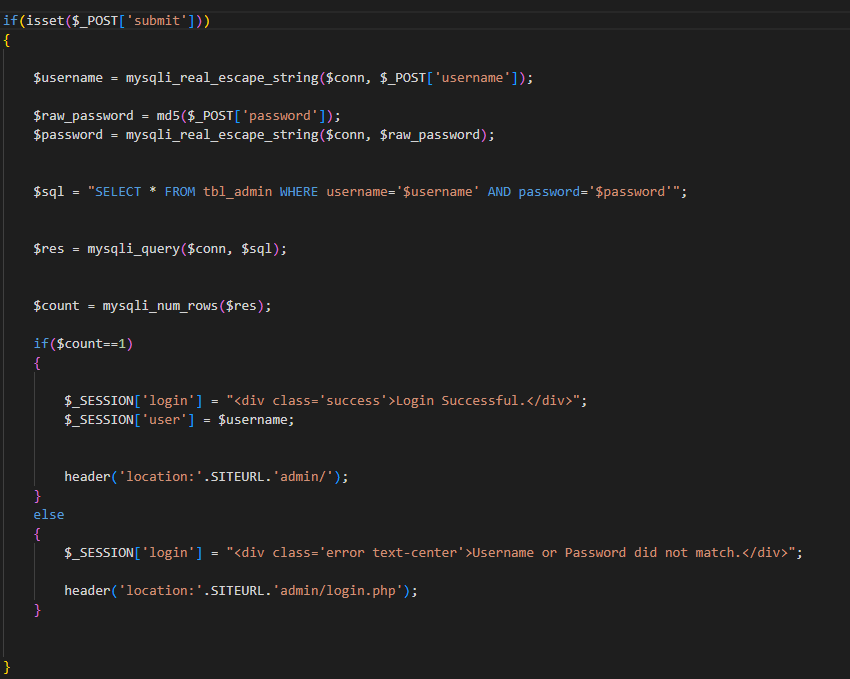 if(isset($_POST['submit']))
{
$username = mysqli_real_escape_string($conn, $_POST['username']);
$raw_password = md5($_POST['password']);
$password = mysqli_real_escape_string($conn, $raw_password);
$sql = "SELECT * FROM tbl_admin WHERE username='$username' AND password='$password'";
$res = mysqli_query($conn, $sql);
$count = mysqli_num_rows($res);
if($count==1)
{
$_SESSION['login'] = "<div class='success'>Login Successful.</div>";
$_SESSION['user'] = $username;
header('location:'.SITEURL.'admin/');
}
else
{
$_SESSION['login'] = "<div class='error text-center'>Username or Password did not match.</div>";
header('location:'.SITEURL.'admin/login.php');
}
}